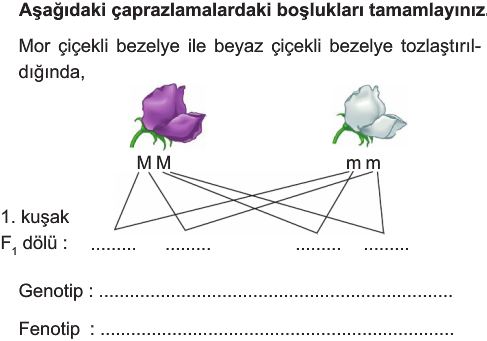 Aşağıdaki çaprazlamalardaki boşlukları tamamlayınız.
Mor çiçekli bezelye ile beyaz çiçekli bezelye tozlaştırıl-
dığında,
M M m m
1. kuşak
F₁ dölü : ......... ......... ......... .........
Genotip : ...................................................................
Fenotip : ...................................................................